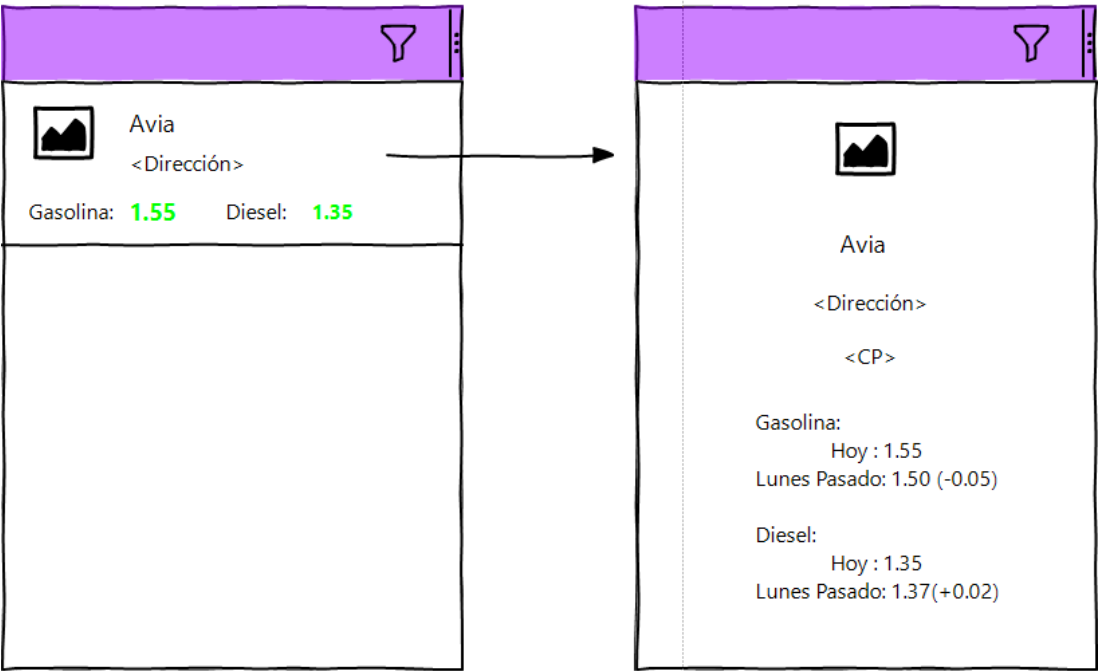 Avia
<Dirección>
Gasolina: 1.55 Diesel: 1.35
Avia
<Dirección>
<CP>
Gasolina:
Hoy : 1.55
Lunes Pasado: 1.50 (-0.05)
Diesel:
Hoy : 1.35
Lunes Pasado: 1.37(+0.02)